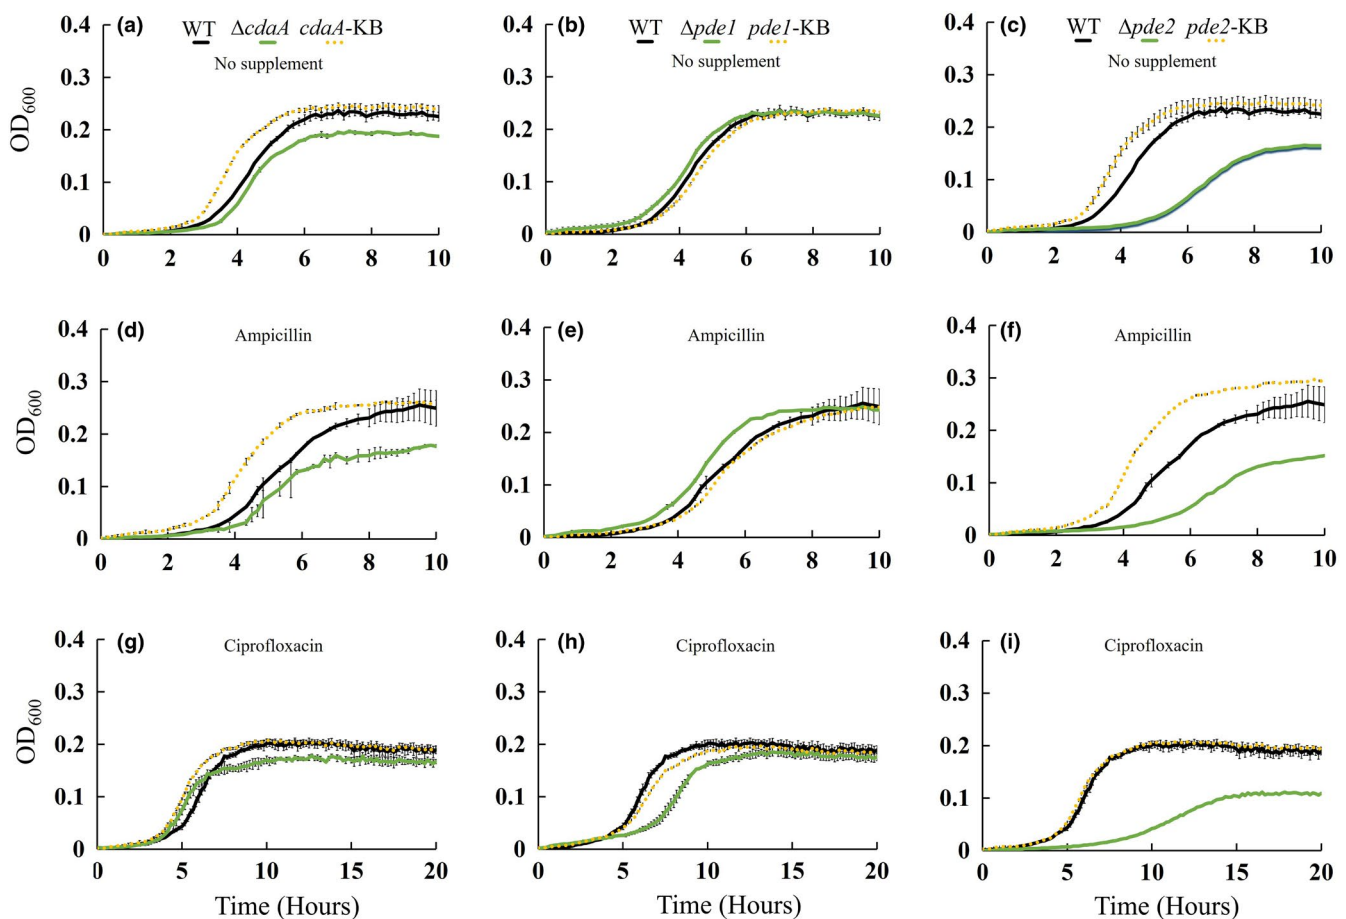 (a) WT ΔcdaA cdaA-KB
No supplement
OD600
0.4
0.3
0.2
0.1
0
0 2 4 6 8 10
(b) WT Δpde1 pde1-KB
No supplement
0.4
0.3
0.2
0.1
0
0 2 4 6 8 10
(c) WT Δpde2 pde2-KB
No supplement
0.4
0.3
0.2
0.1
0
0 2 4 6 8 10
(d) Ampicillin
OD600
0.4
0.3
0.2
0.1
0
0 2 4 6 8 10
(e) Ampicillin
0.4
0.3
0.2
0.1
0
0 2 4 6 8 10
(f) Ampicillin
0.4
0.3
0.2
0.1
0
0 2 4 6 8 10
(g) Ciprofloxacin
OD600
0.4
0.3
0.2
0.1
0
0 5 10 15 20
Time (Hours)
(h) Ciprofloxacin
0.4
0.3
0.2
0.1
0
0 5 10 15 20
Time (Hours)
(i) Ciprofloxacin
0.4
0.3
0.2
0.1
0
0 5 10 15 20
Time (Hours)